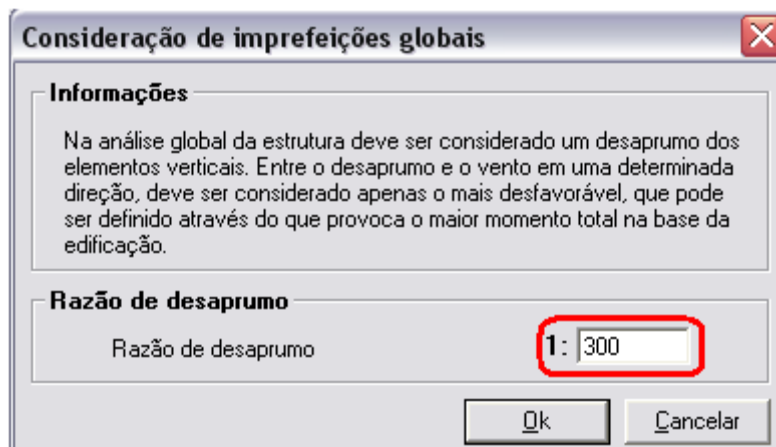 Consideração de imprefeições globais
Informações
Na análise global da estrutura deve ser considerado um desaprumo dos
elementos verticais. Entre o desaprumo e o vento em uma determinada
direção, deve ser considerado apenas o mais desfavorável, que pode
ser definido através do que provoca o maior momento total na base da
edificação.
Razão de desaprumo
Razão de desaprumo 1: 300
Ok Cancelar